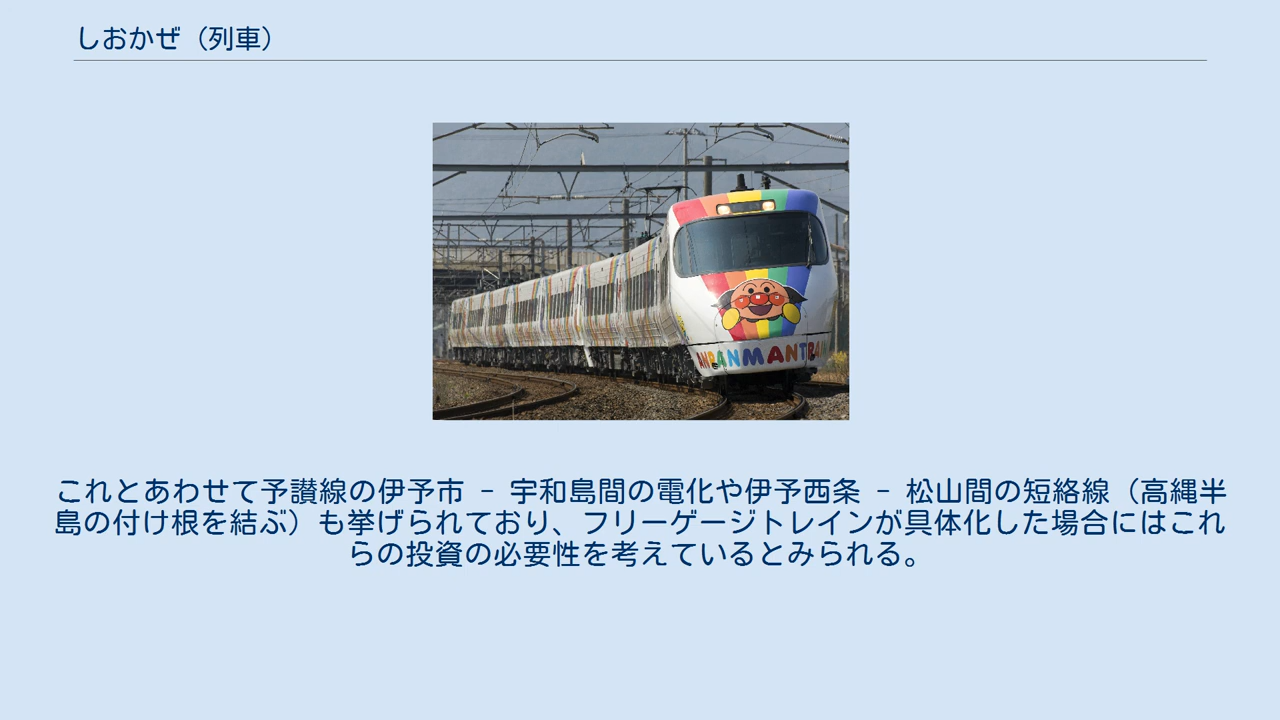 しおかぜ（列車）
ANPANMANTRA
これとあわせて予讃線の伊予市 － 宇和島間の電化や伊予西条 － 松山間の短絡線（高縄半
島の付け根を結ぶ）も挙げられており、フリーゲージトレインが具体化した場合にはこれ
らの投資の必要性を考えているとみられる。